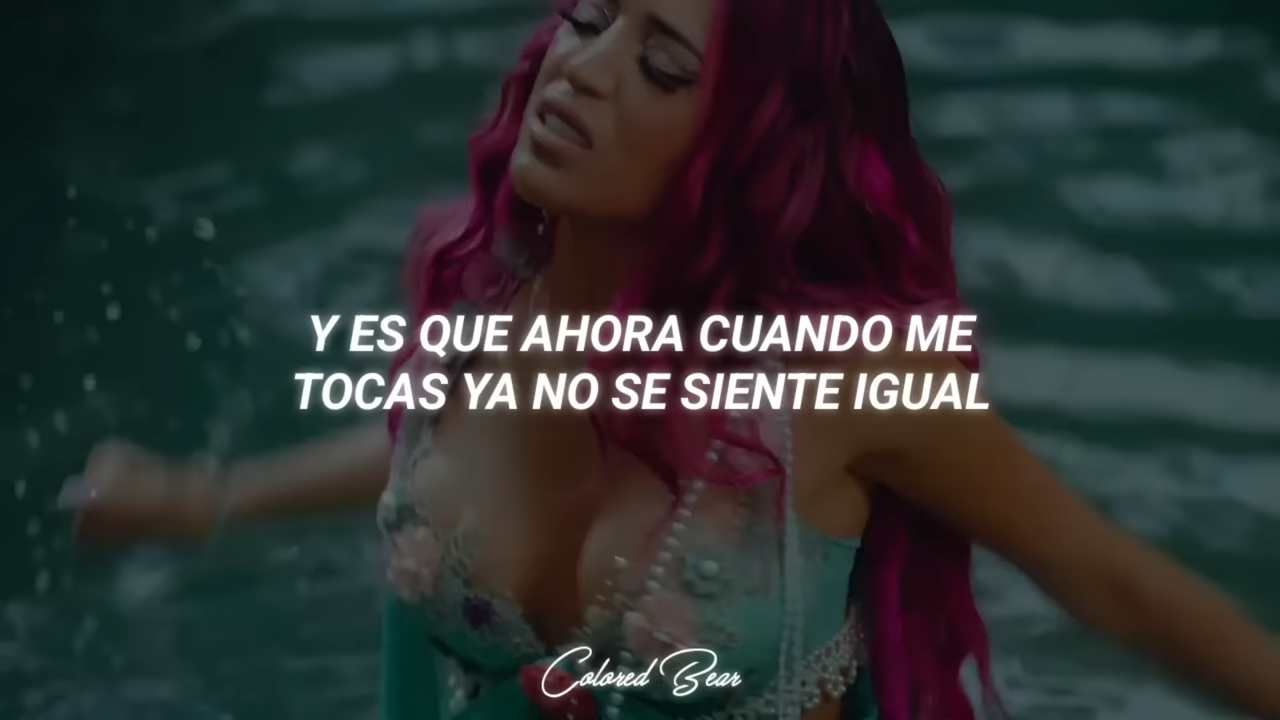 Y ES QUE AHORA CUANDO ME
TOCAS YA NO SE SIENTE IGUAL
Colored Bear